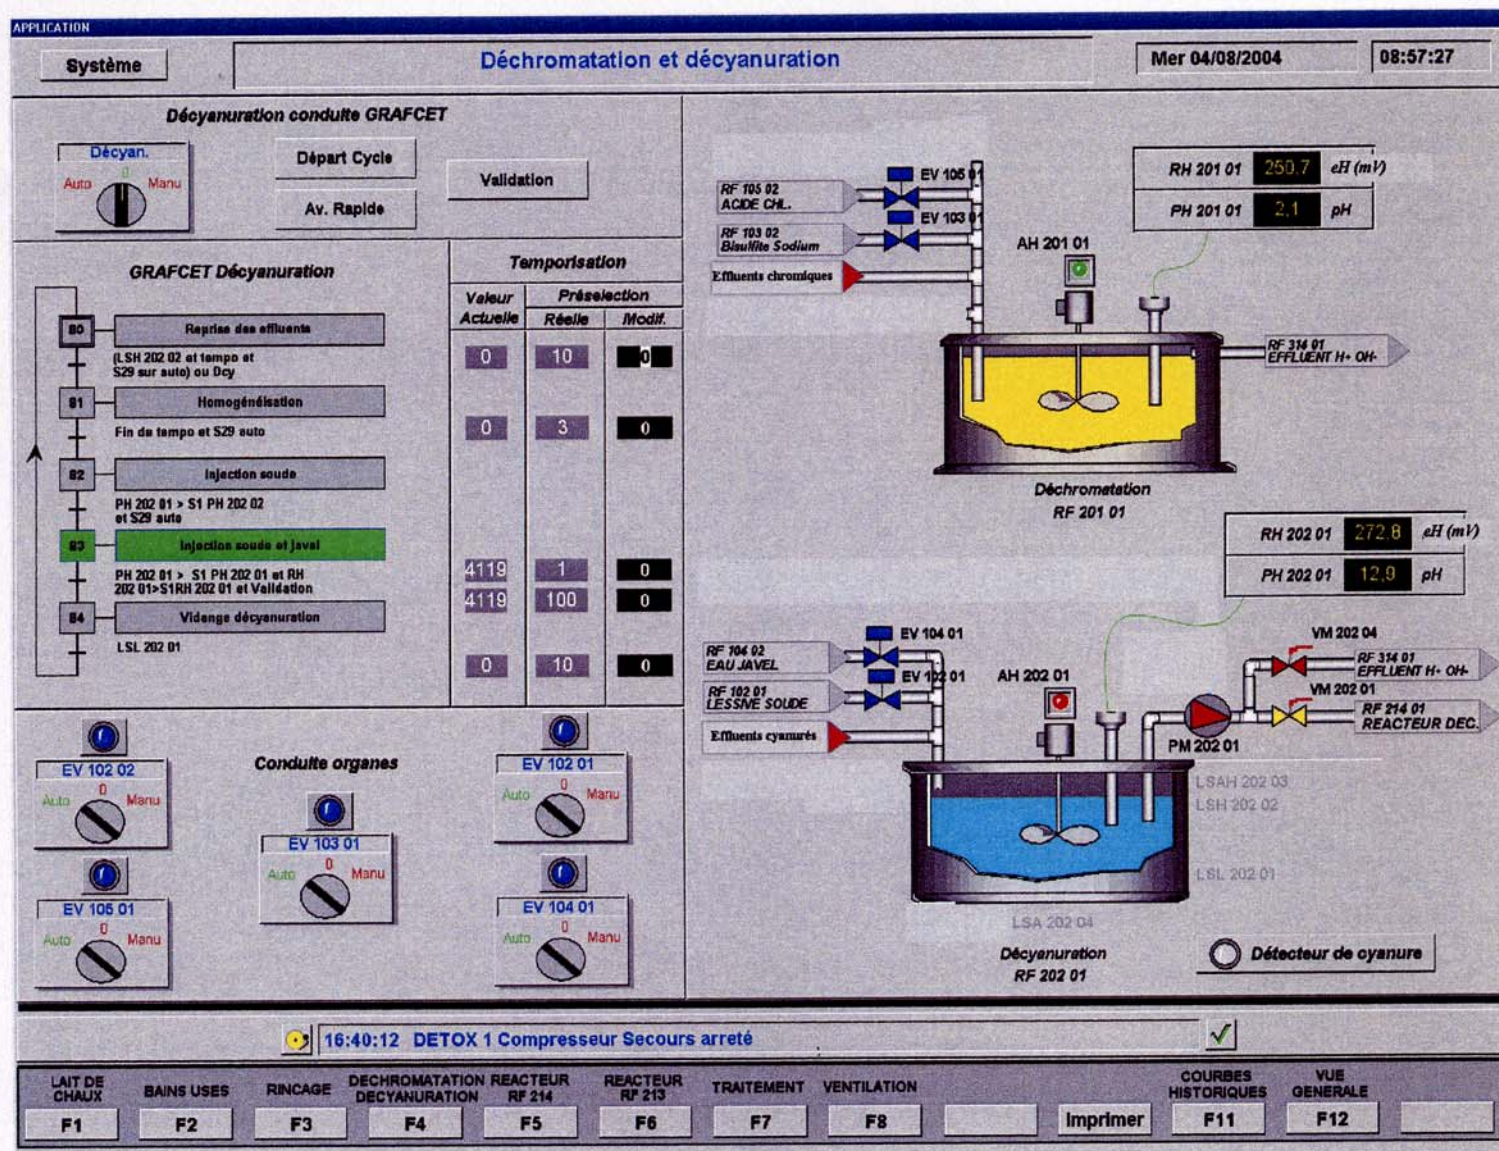 APPLICATION
Système
Déchromatation et décyanuration
Mer 04/08/2004
08:57:27
Décyanuration conduite GRAFCET
Décyan.
Auto 0 Manu
Départ Cycle
Av. Rapide
Validation
GRAFCET Décyanuration
Temporisation
Valeur Actuelle
Préselection
Réelle Modif.
80 Reprise des effluents
(LSH 202 02 et tempo et
S29 sur auto) ou Dcy
0 10 0
81 Homogénéisation
Fin de tempo et S29 auto
0 3 0
82 Injection soude
PH 202 01 > S1 PH 202 02
et S29 auto
83 Injection soude et javel
PH 202 01 > S1 PH 202 01 et RH
202 01>S1RH 202 01 et Validation
4119 1 0
4119 100 0
84 Vidange décyanuration
LSL 202 01
0 10 0
Conduite organes
EV 102 02
Auto 0 Manu
EV 103 01
Auto 0 Manu
EV 102 01
Auto 0 Manu
EV 105 01
Auto 0 Manu
EV 104 01
Auto 0 Manu
RF 105 02
ACIDE CHL.
EV 105 01
RF 103 02
Bisulfite Sodium
EV 103 01
Effluents chromiques
AH 201 01
RH 201 01 250,7 eH (mV)
PH 201 01 2,1 pH
RF 314 01
EFFLUENT H+ OH-
Déchromatation
RF 201 01
RH 202 01 272,8 eH (mV)
PH 202 01 12,9 pH
RF 104 02
EAU JAVEL
EV 104 01
RF 102 01
LESSIVE SOUDE
EV 102 01
Effluents cyanurés
AH 202 01
VM 202 04
RF 314 01
EFFLUENT H+ OH-
VM 202 01
RF 214 01
REACTEUR DEC.
PM 202 01
LSAH 202 03
LSH 202 02
LSL 202 01
LSA 202 04
Décyanuration
RF 202 01
Détecteur de cyanure
16:40:12 DETOX 1 Compresseur Secours arreté
LAIT DE CHAUX
BAINS USES
RINCAGE
DECHROMATATION DECYANURATION
REACTEUR RF 214
REACTEUR RF 213
TRAITEMENT
VENTILATION
COURBES HISTORIQUES
VUE GENERALE
F1 F2 F3 F4 F5 F6 F7 F8 Imprimer F11 F12